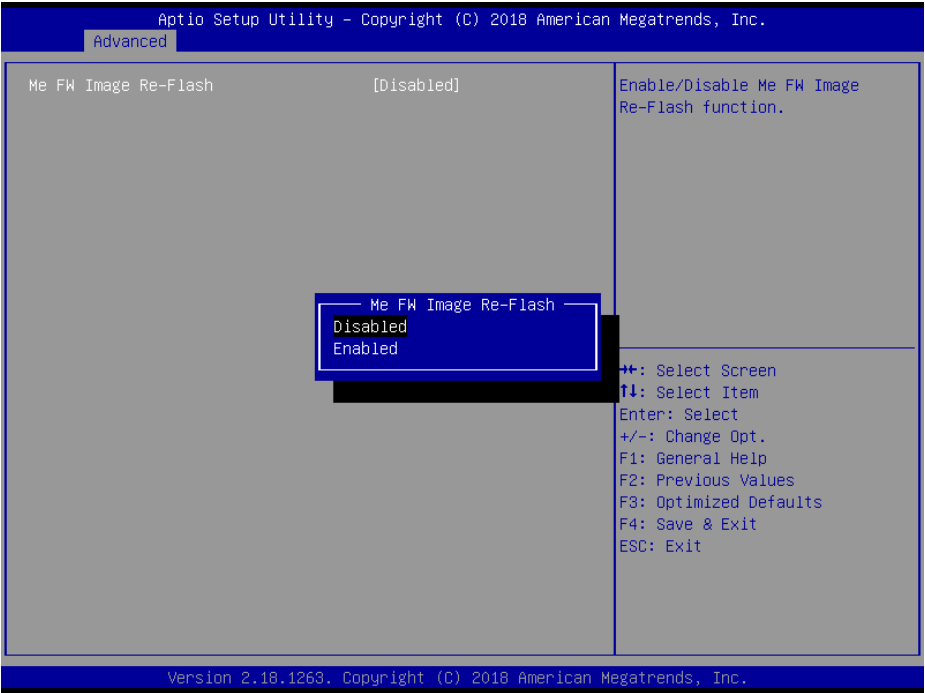 Aptio Setup Utility – Copyright (C) 2018 American Megatrends, Inc.
Advanced
Me FW Image Re–Flash [Disabled]
Enable/Disable Me FW Image
Re–Flash function.
Me FW Image Re–Flash
Disabled
Enabled
→←: Select Screen
↑↓: Select Item
Enter: Select
+/–: Change Opt.
F1: General Help
F2: Previous Values
F3: Optimized Defaults
F4: Save & Exit
ESC: Exit
Version 2.18.1263. Copyright (C) 2018 American Megatrends, Inc.